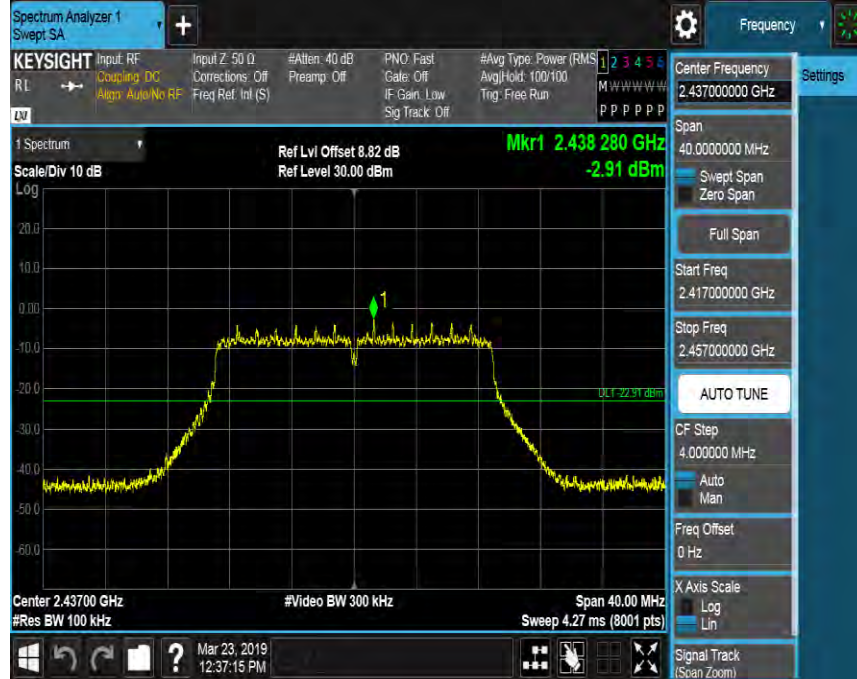 Spectrum Analyzer 1
Swept SA
Frequency
KEYSIGHT
Input: RF
Coupling: DC
Align: Auto/No RF
Input Z: 50 Ω
Corrections: Off
Freq Ref: Int (S)
#Atten: 40 dB
Preamp: Off
PNO: Fast
Gate: Off
IF Gain: Low
Sig Track: Off
#Avg Type: Power (RMS
Avg|Hold: 100/100
Trig: Free Run
1 2 3 4 5 6
M W W W W W
P P P P P P
RL
LXI
1 Spectrum
Scale/Div 10 dB
Ref Lvl Offset 8.82 dB
Ref Level 30.00 dBm
Mkr1 2.438 280 GHz
-2.91 dBm
Log
20.0
10.0
0.00
-10.0
-20.0
-30.0
-40.0
-50.0
-60.0
1
DL1 -22.91 dBm
Center 2.43700 GHz
#Res BW 100 kHz
#Video BW 300 kHz
Span 40.00 MHz
Sweep 4.27 ms (8001 pts)
Mar 23, 2019
12:37:15 PM
?
Settings
Center Frequency
2.437000000 GHz
Span
40.0000000 MHz
Swept Span
Zero Span
Full Span
Start Freq
2.417000000 GHz
Stop Freq
2.457000000 GHz
AUTO TUNE
CF Step
4.000000 MHz
Auto
Man
Freq Offset
0 Hz
X Axis Scale
Log
Lin
Signal Track
(Span Zoom)